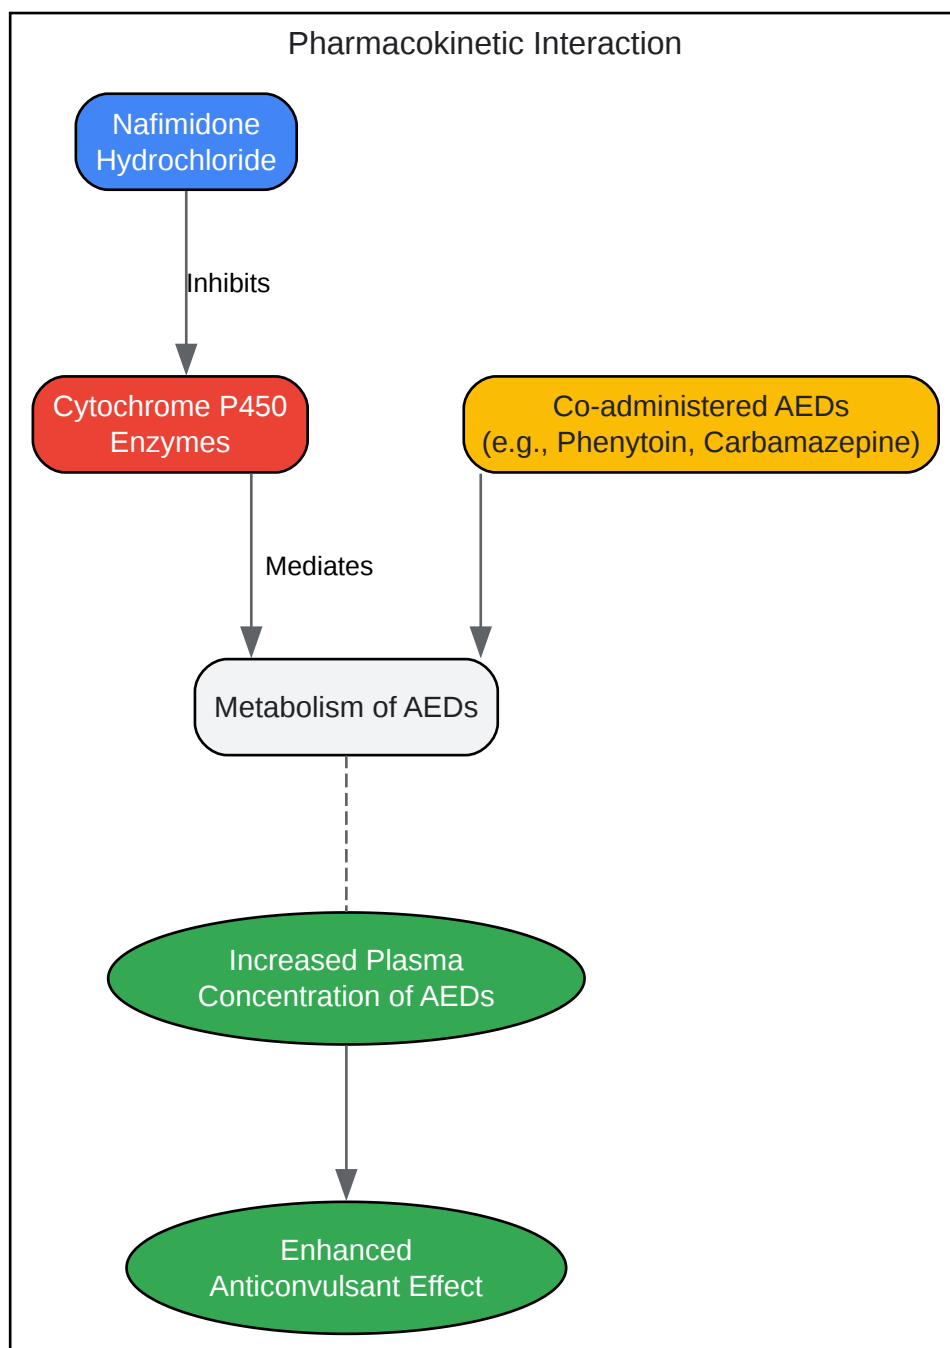 Pharmacokinetic Interaction
Nafimidone
Hydrochloride
Inhibits
Cytochrome P450
Enzymes
Co-administered AEDs
(e.g., Phenytoin, Carbamazepine)
Mediates
Metabolism of AEDs
Increased Plasma
Concentration of AEDs
Enhanced
Anticonvulsant Effect